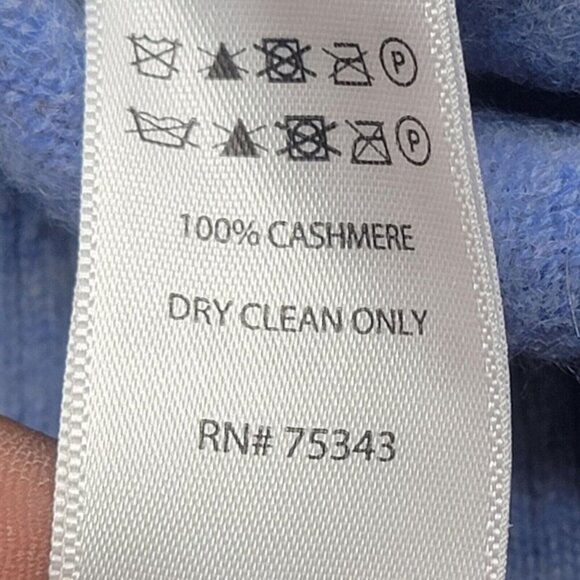 P
P
100% CASHMERE
DRY CLEAN ONLY
RN# 75343